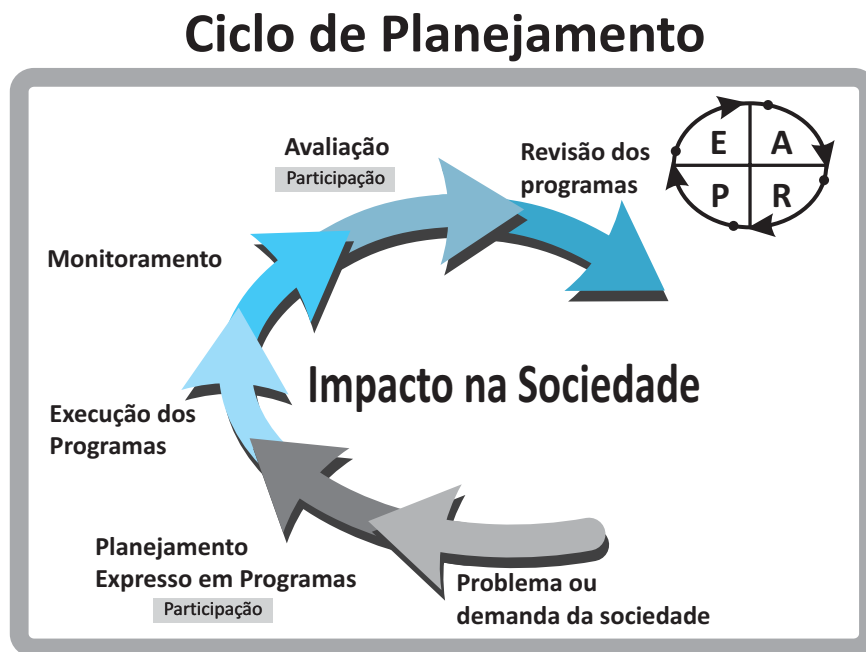 Ciclo de Planejamento
Avaliação
Participação
Revisão dos
programas
E A
P R
Monitoramento
Impacto na Sociedade
Execução dos
Programas
Planejamento
Expresso em Programas
Participação
Problema ou
demanda da sociedade